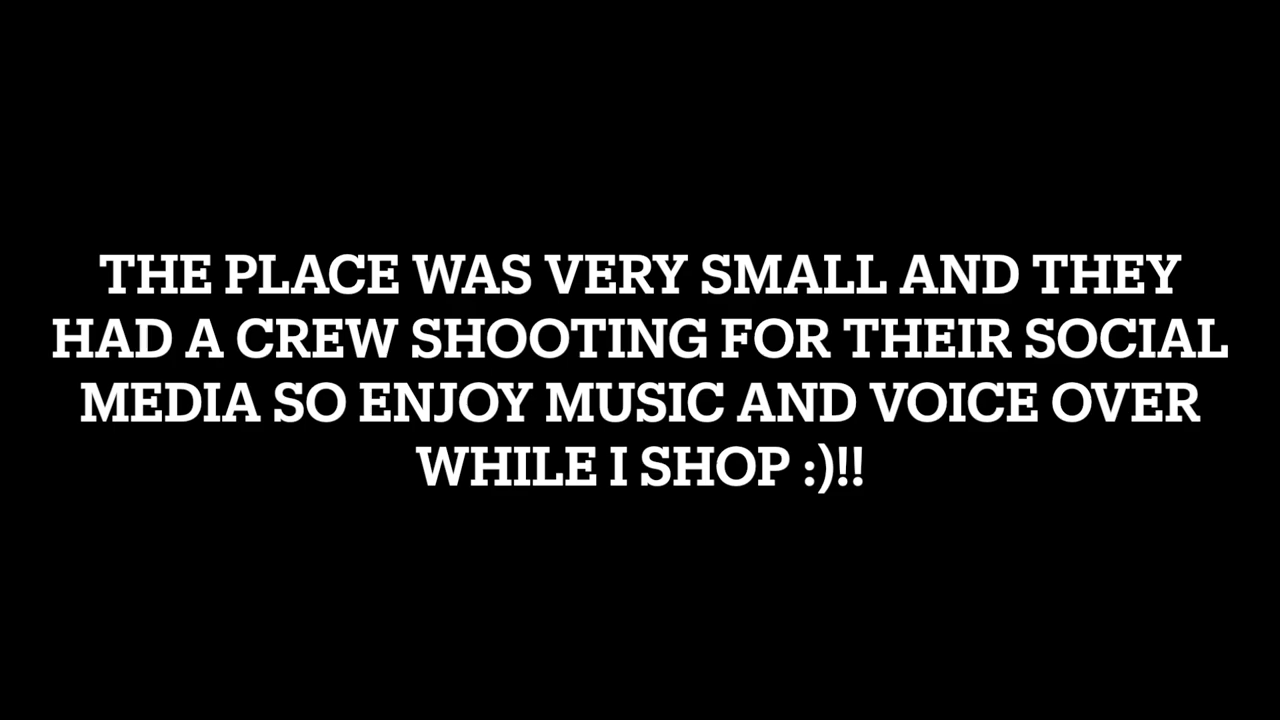 THE PLACE WAS VERY SMALL AND THEY
HAD A CREW SHOOTING FOR THEIR SOCIAL
MEDIA SO ENJOY MUSIC AND VOICE OVER
WHILE I SHOP :)!!